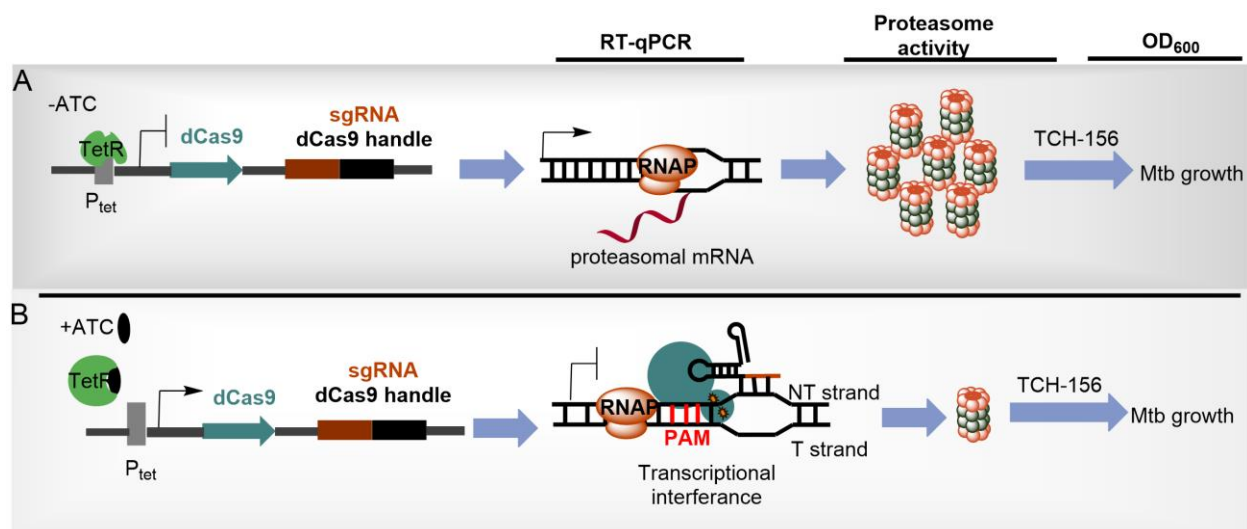 RT-qPCR
Proteasome
activity
OD600
A
-ATC
TetR
dCas9
sgRNA
dCas9 handle
Ptet
RNAP
proteasomal mRNA
TCH-156
Mtb growth
B
+ATC
TetR
dCas9
sgRNA
dCas9 handle
Ptet
RNAP
PAM
NT strand
T strand
Transcriptional
interferance
TCH-156
Mtb growth